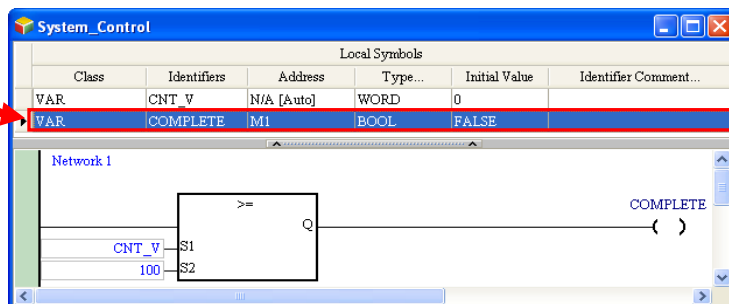 System_Control
Local Symbols
Class Identifiers Address Type... Initial Value Identifier Comment...
VAR CNT_V N/A [Auto] WORD 0
VAR COMPLETE M1 BOOL FALSE
Network 1
>=
COMPLETE
Q
CNT_V S1
100 S2